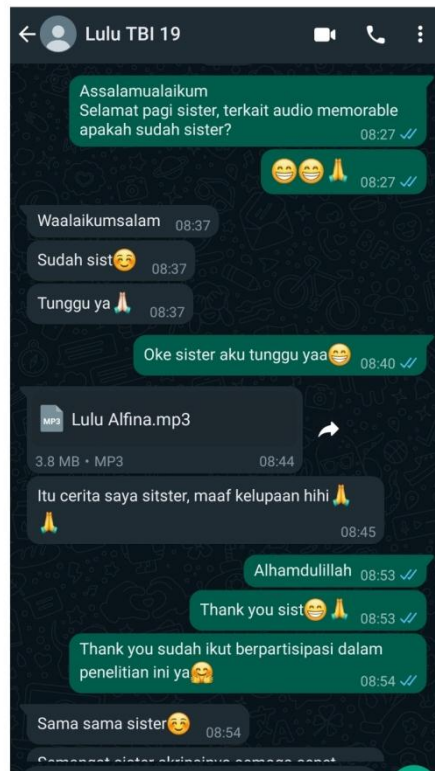 Lulu TBI 19
Assalamualaikum
Selamat pagi sister, terkait audio memorable
apakah sudah sister?
08:27
😁😁🙏 08:27
Waalaikumsalam 08:37
Sudah sist☺️ 08:37
Tunggu ya🙏🏻 08:37
Oke sister aku tunggu yaa😁 08:40
MP3 Lulu Alfina.mp3
3.8 MB • MP3 08:44
Itu cerita saya sitster, maaf kelupaan hihi🙏
🙏
08:45
Alhamdulillah 08:53
Thank you sist😁🙏 08:53
Thank you sudah ikut berpartisipasi dalam
penelitian ini ya🤗
08:54
Sama sama sister☺️ 08:54